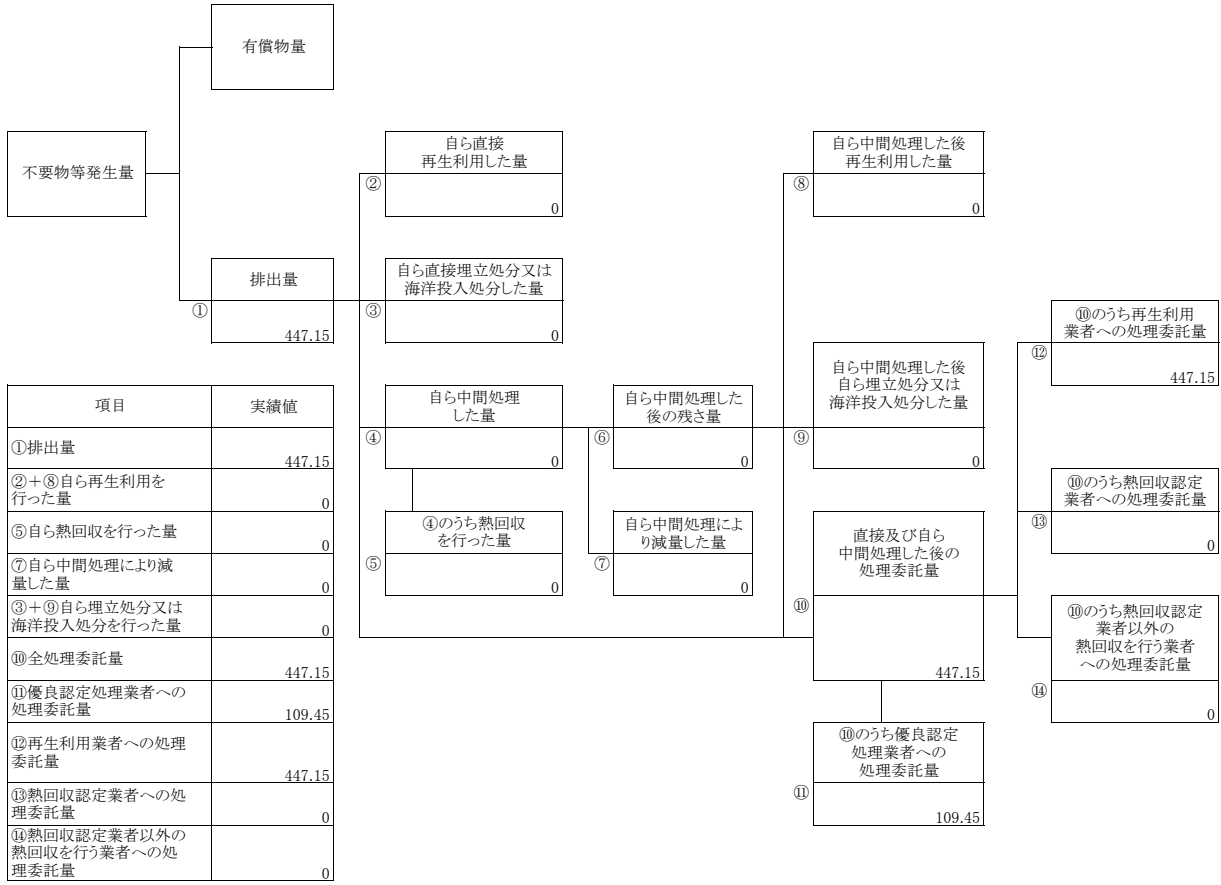 有償物量
不要物等発生量
自ら直接
再生利用した量
②
0
自ら中間処理した後
再生利用した量
⑧
0
排出量
①
447.15
自ら直接埋立処分又は
海洋投入処分した量
③
0
⑩のうち再生利用
業者への処理委託量
⑫
447.15
自ら中間処理した後
自ら埋立処分又は
海洋投入処分した量
⑨
0
自ら中間処理
した量
④
0
自ら中間処理した
後の残さ量
⑥
0
④のうち熱回収
を行った量
⑤
0
自ら中間処理によ
り減量した量
⑦
0
直接及び自ら
中間処理した後の
処理委託量
⑩
447.15
⑩のうち熱回収認定
業者への処理委託量
⑬
0
⑩のうち熱回収認定
業者以外の
熱回収を行う業者
への処理委託量
⑭
0
⑩のうち優良認定
処理業者への
処理委託量
⑪
109.45
項目 実績値
①排出量
447.15
②＋⑧自ら再生利用を
行った量
0
⑤自ら熱回収を行った量
0
⑦自ら中間処理により減
量した量
0
③＋⑨自ら埋立処分又は
海洋投入処分を行った量
0
⑩全処理委託量
447.15
⑪優良認定処理業者への
処理委託量
109.45
⑫再生利用業者への処理
委託量
447.15
⑬熱回収認定業者への処
理委託量
0
⑭熱回収認定業者以外の
熱回収を行う業者への処
理委託量
0